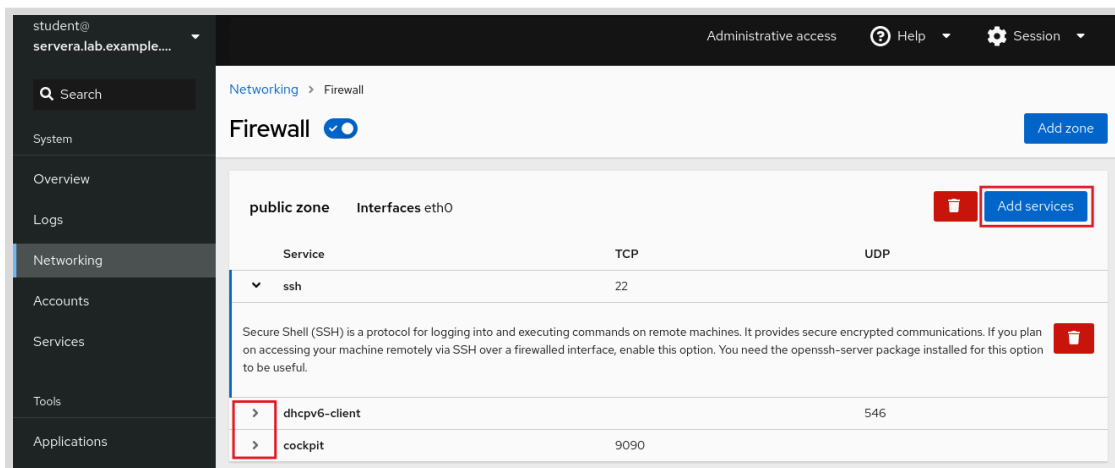 student@
servera.lab.example....
Administrative access
Help
Session
Search
Networking > Firewall
System
Firewall
Add zone
Overview
public zone Interfaces eth0
Add services
Logs
Service TCP UDP
Networking
ssh 22
Accounts
Services
Secure Shell (SSH) is a protocol for logging into and executing commands on remote machines. It provides secure encrypted communications. If you plan
on accessing your machine remotely via SSH over a firewalled interface, enable this option. You need the openssh-server package installed for this option
to be useful.
Tools
dhcpv6-client 546
Applications
cockpit 9090